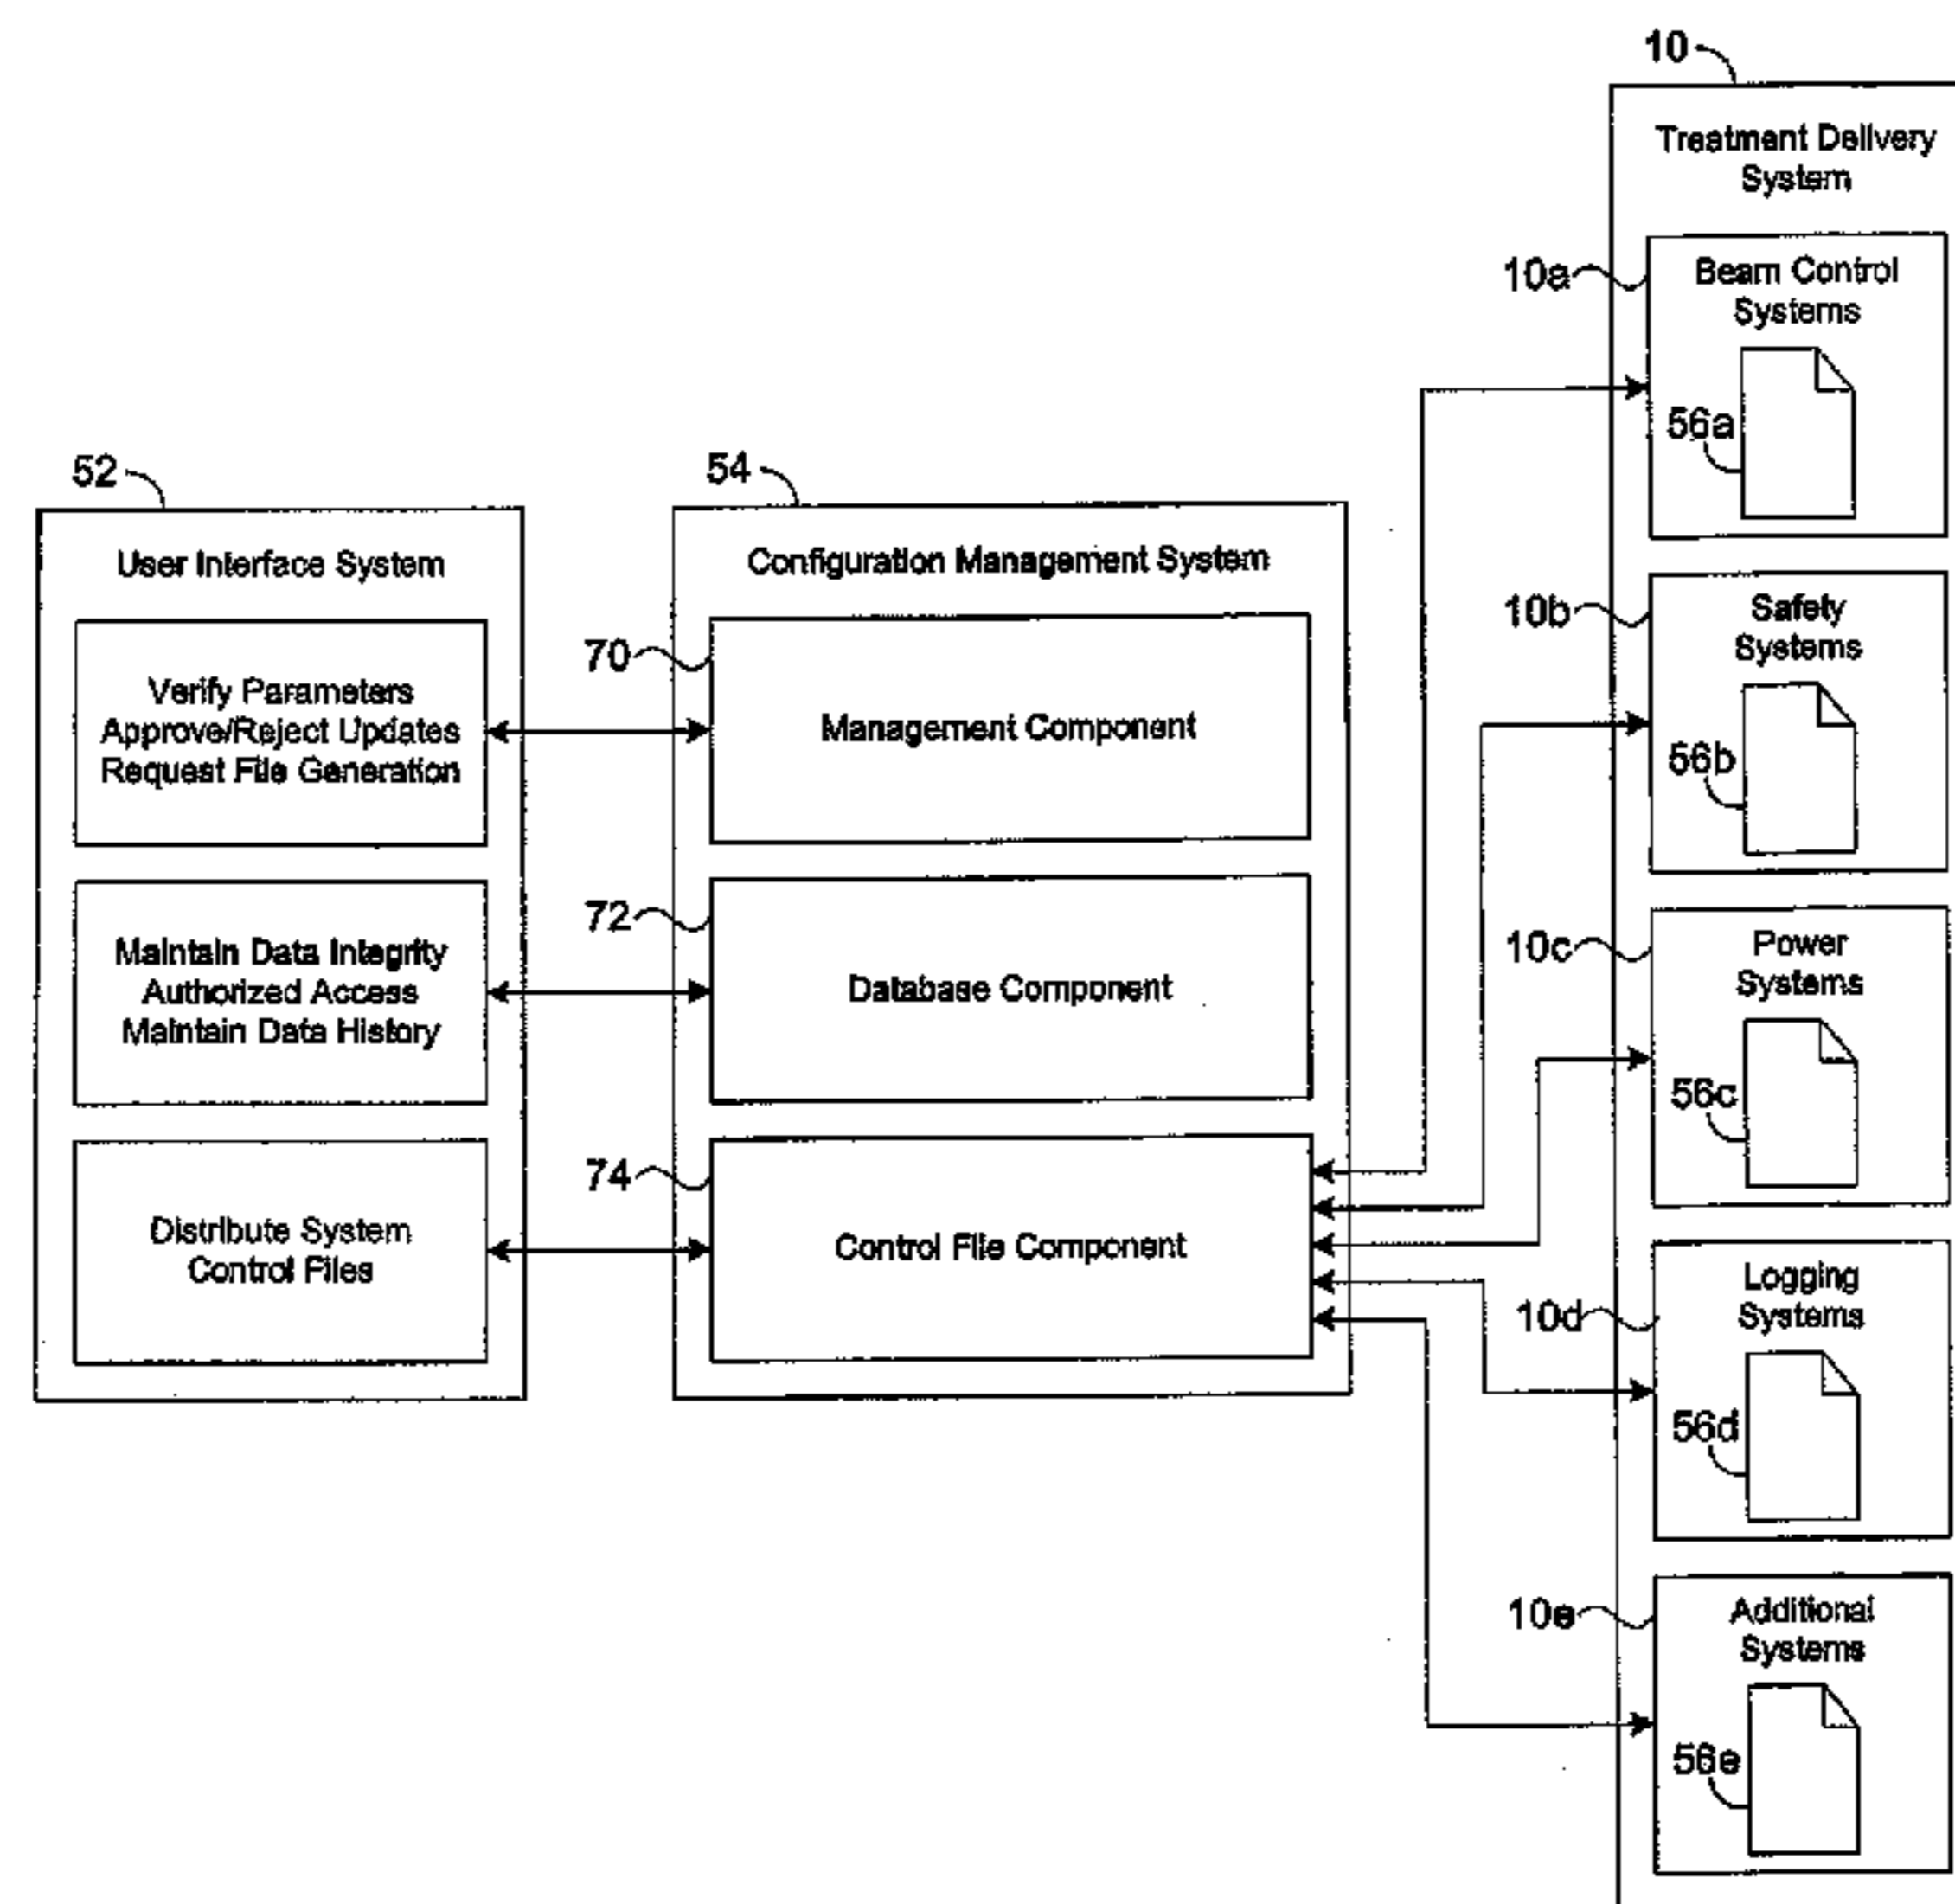 10
Treatment Delivery
System
10a
Beam Control
Systems
56a
52
User Interface System
Verify Parameters
Approve/Reject Updates
Request File Generation
Maintain Data Integrity
Authorized Access
Maintain Data History
Distribute System
Control Files
54
Configuration Management System
70
Management Component
72
Database Component
74
Control File Component
10b
Safety
Systems
56b
10c
Power
Systems
56c
10d
Logging
Systems
56d
10e
Additional
Systems
56e